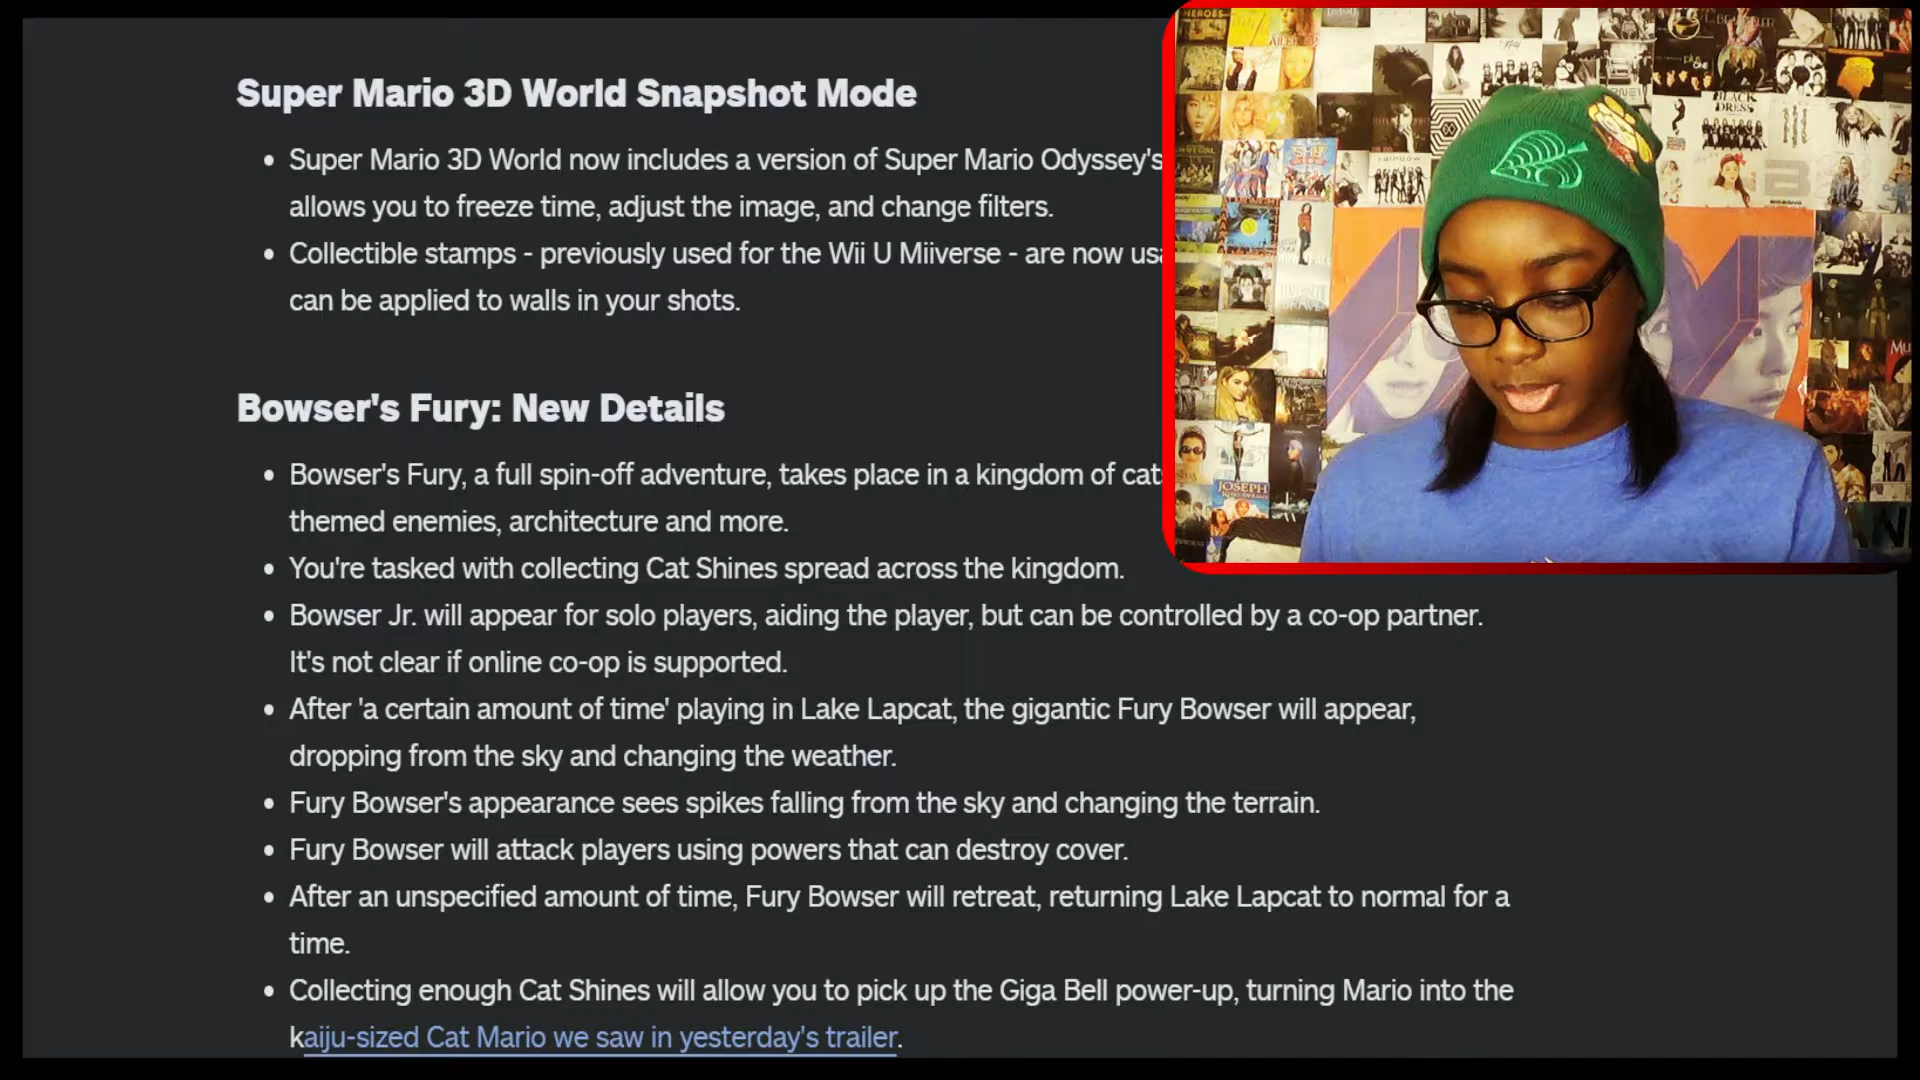 Super Mario 3D World Snapshot Mode
Super Mario 3D World now includes a version of Super Mario Odyssey's
allows you to freeze time, adjust the image, and change filters.
Collectible stamps - previously used for the Wii U Miiverse - are now
can be applied to walls in your shots.
Bowser's Fury: New Details
Bowser's Fury, a full spin-off adventure, takes place in a kingdom of
themed enemies, architecture and more.
You're tasked with collecting Cat Shines spread across the kingdom.
Bowser Jr. will appear for solo players, aiding the player, but can be controlled by a co-op partner.
It's not clear if online co-op is supported.
After 'a certain amount of time' playing in Lake Lapcat, the gigantic Fury Bowser will appear,
dropping from the sky and changing the weather.
Fury Bowser's appearance sees spikes falling from the sky and changing the terrain.
Fury Bowser will attack players using powers that can destroy cover.
After an unspecified amount of time, Fury Bowser will retreat, returning Lake Lapcat to normal for a
time.
Collecting enough Cat Shines will allow you to pick up the Giga Bell power-up, turning Mario into the
kaiju-sized Cat Mario we saw in yesterday's trailer.
HEROES
BLACK
DRESS
rainbow
EXO
JOSEPH